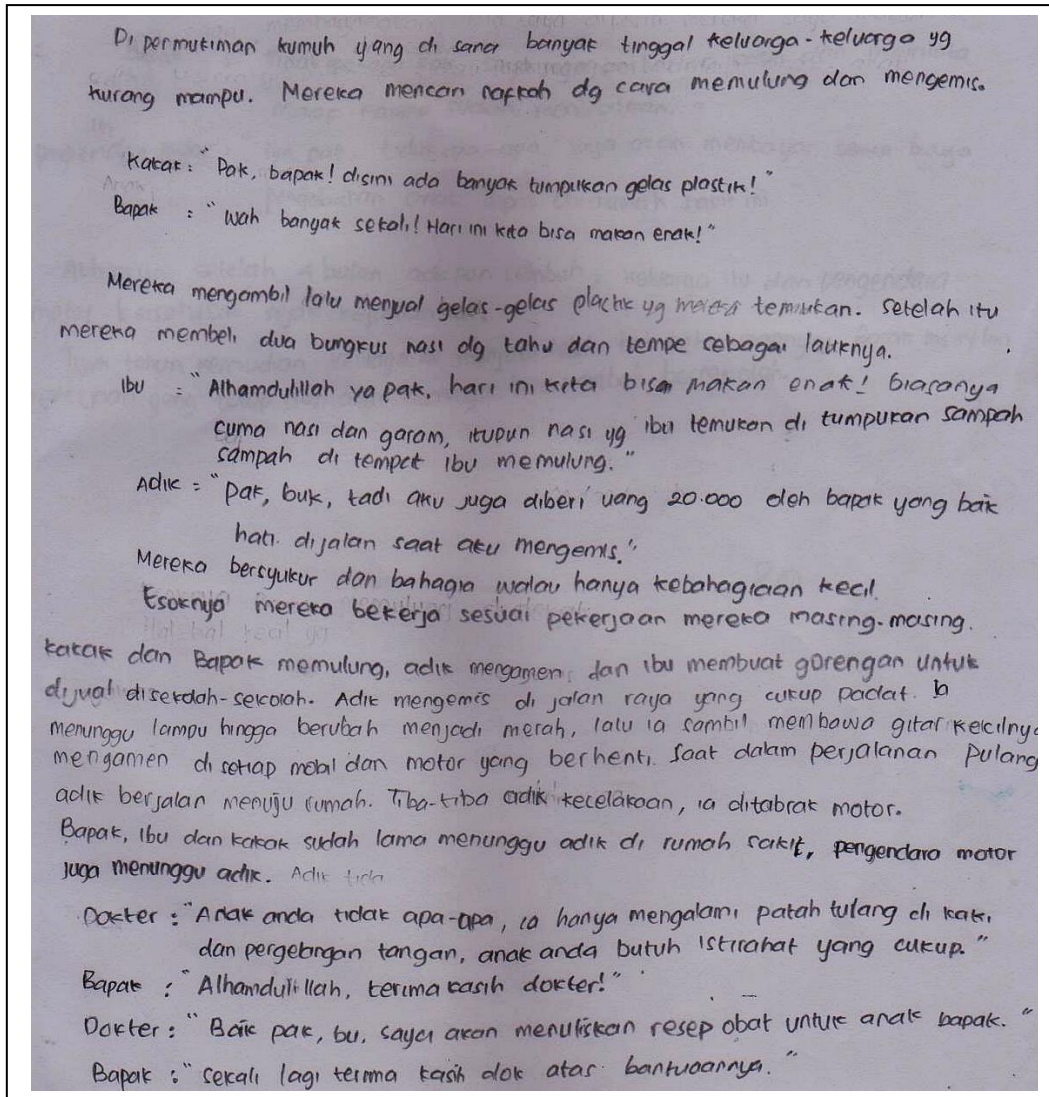 Di permukiman kumuh yang di sana banyak tinggal keluarga-keluarga yg
kurang mampu. Mereka mencari nafkah dg cara memulung dan mengemis.
Kakak : "Pak, bapak! disini ada banyak tumpukan gelas plastik!"
Bapak : "Wah banyak sekali! Hari ini kita bisa makan enak!"
Mereka mengambil lalu menjual gelas-gelas plastic yg mereka temukan. setelah itu
mereka membeli dua bungkus nasi dg tahu dan tempe sebagai lauknya.
Ibu : "Alhamdulillah ya pak, hari ini kita bisa makan enak! biasanya
cuma nasi dan garam, itupun nasi yg ibu temukan di tumpukan sampah
sampah di tempat ibu memulung."
Adik : "pak, buk, tadi aku juga diberi uang 20.000 oleh bapak yang baik
hati. dijalan saat aku mengemis."
Mereka bersyukur dan bahagia walau hanya kebahagiaan kecil.
Esoknya mereka bekerja sesuai pekerjaan mereka masing-masing.
kakak dan Bapak memulung, adik mengamen dan ibu membuat gorengan untuk
dijual disekolah-sekolah. Adik mengemis di jalan raya yang cukup padat. Ia
menunggu lampu hingga berubah menjadi merah, lalu ia sambil membawa gitar kecilnya
mengamen di setiap mobil dan motor yang berhenti. Saat dalam perjalanan pulang
adik berjalan menuju rumah. Tiba-tiba adik kecelakaan, ia ditabrak motor.
Bapak, Ibu dan kakak sudah lama menunggu adik di rumah sakit, pengendara motor
juga menunggu adik. Adik tida
Dokter : "Anak anda tidak apa-apa, ia hanya mengalami patah tulang di kaki
dan pergelangan tangan, anak anda butuh istirahat yang cukup."
Bapak : "Alhamdulillah, terima kasih dokter!"
Dokter : "Baik pak, bu, saya akan menuliskan resep obat untuk anak bapak."
Bapak : "sekali lagi terima kasih dok atas bantuannya."